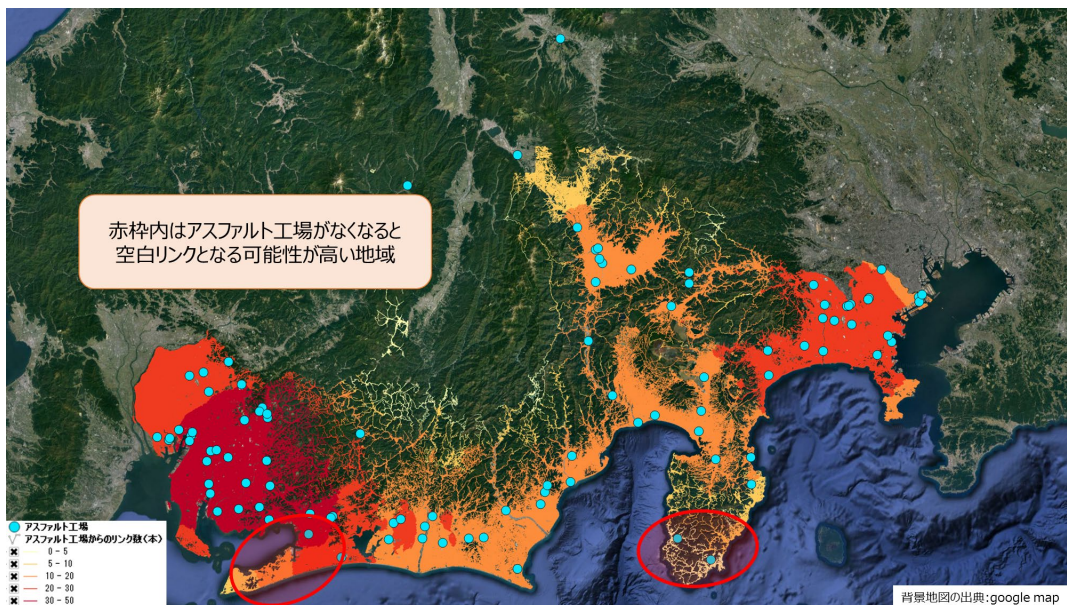 赤枠内はアスファルト工場がなくなると
空白リンクとなる可能性が高い地域
アスファルト工場
アスファルト工場からのリンク数(本)
0 - 5
5 - 10
10 - 20
20 - 30
30 - 50
背景地図の出典:google map